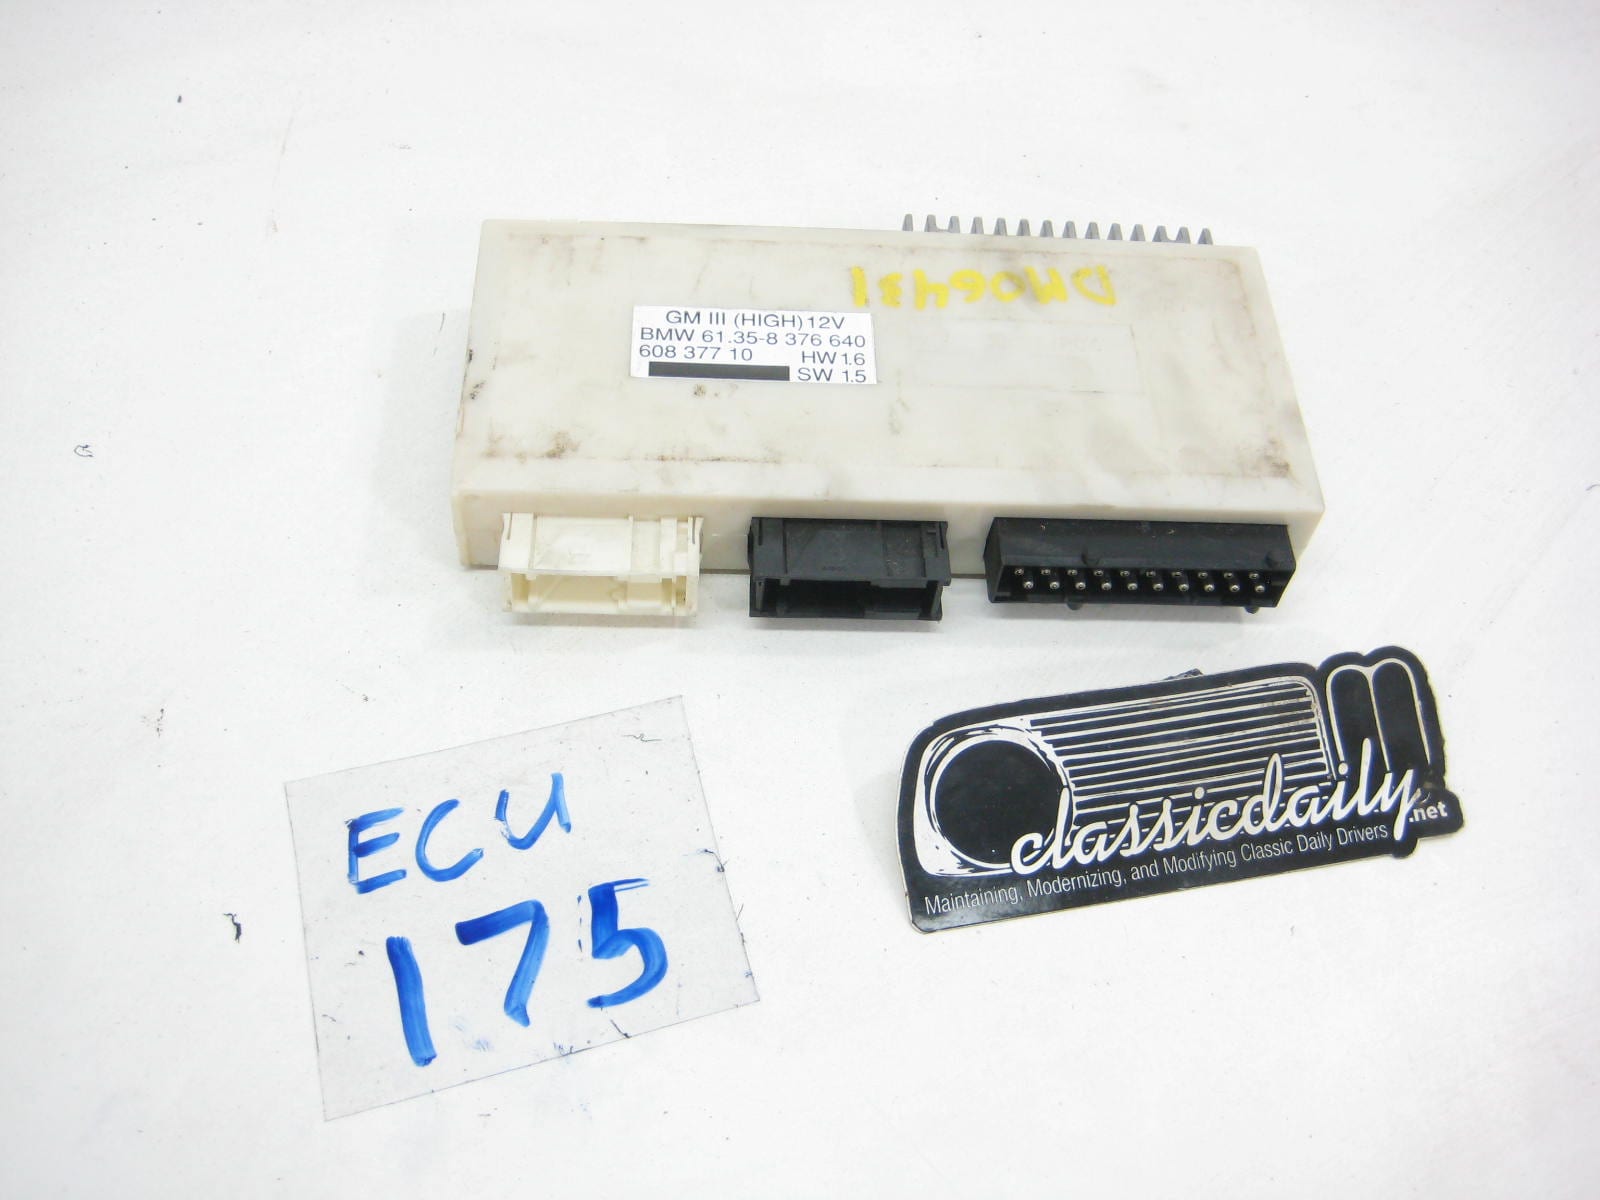 DM06431
GM III (HIGH) 12V
BMW 61.35-8 376 640
608 377 10 HW 1.6
SW 1.5
ECU
175
classicdaily.net
Maintaining, Modernizing, and Modifying Classic Daily Drivers